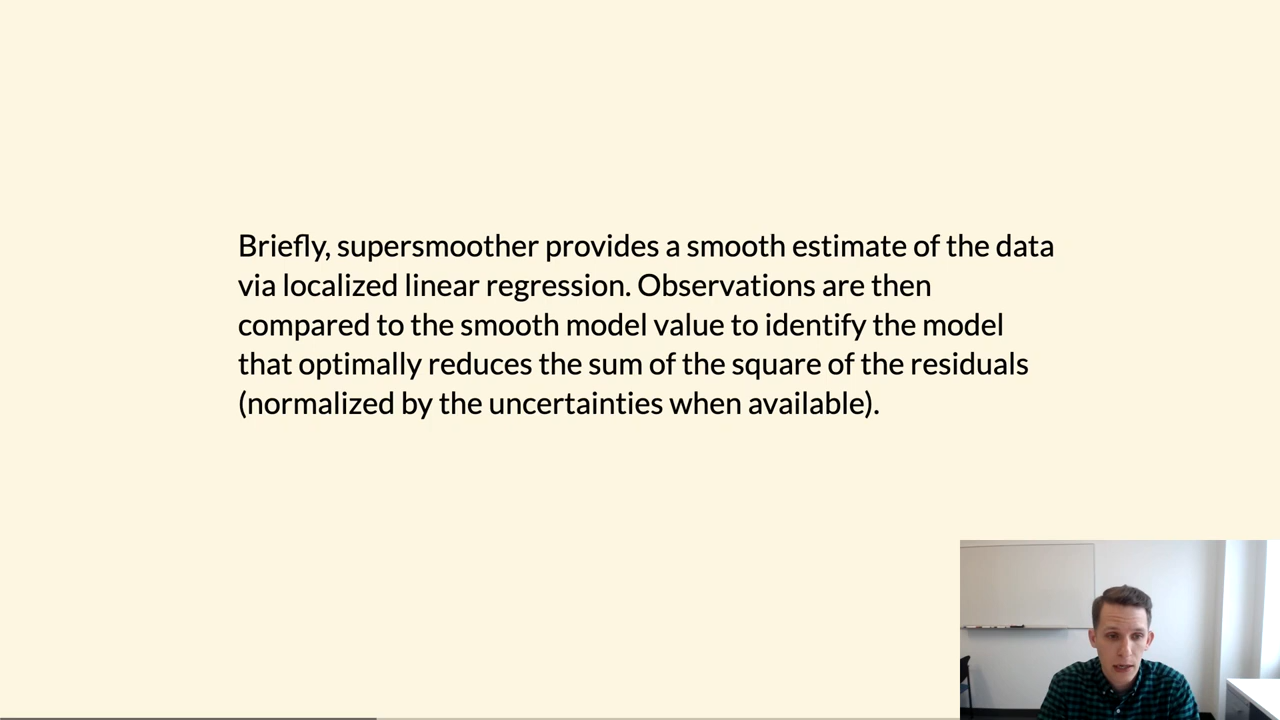 Briefly, supersmoother provides a smooth estimate of the data
via localized linear regression. Observations are then
compared to the smooth model value to identify the model
that optimally reduces the sum of the square of the residuals
(normalized by the uncertainties when available).